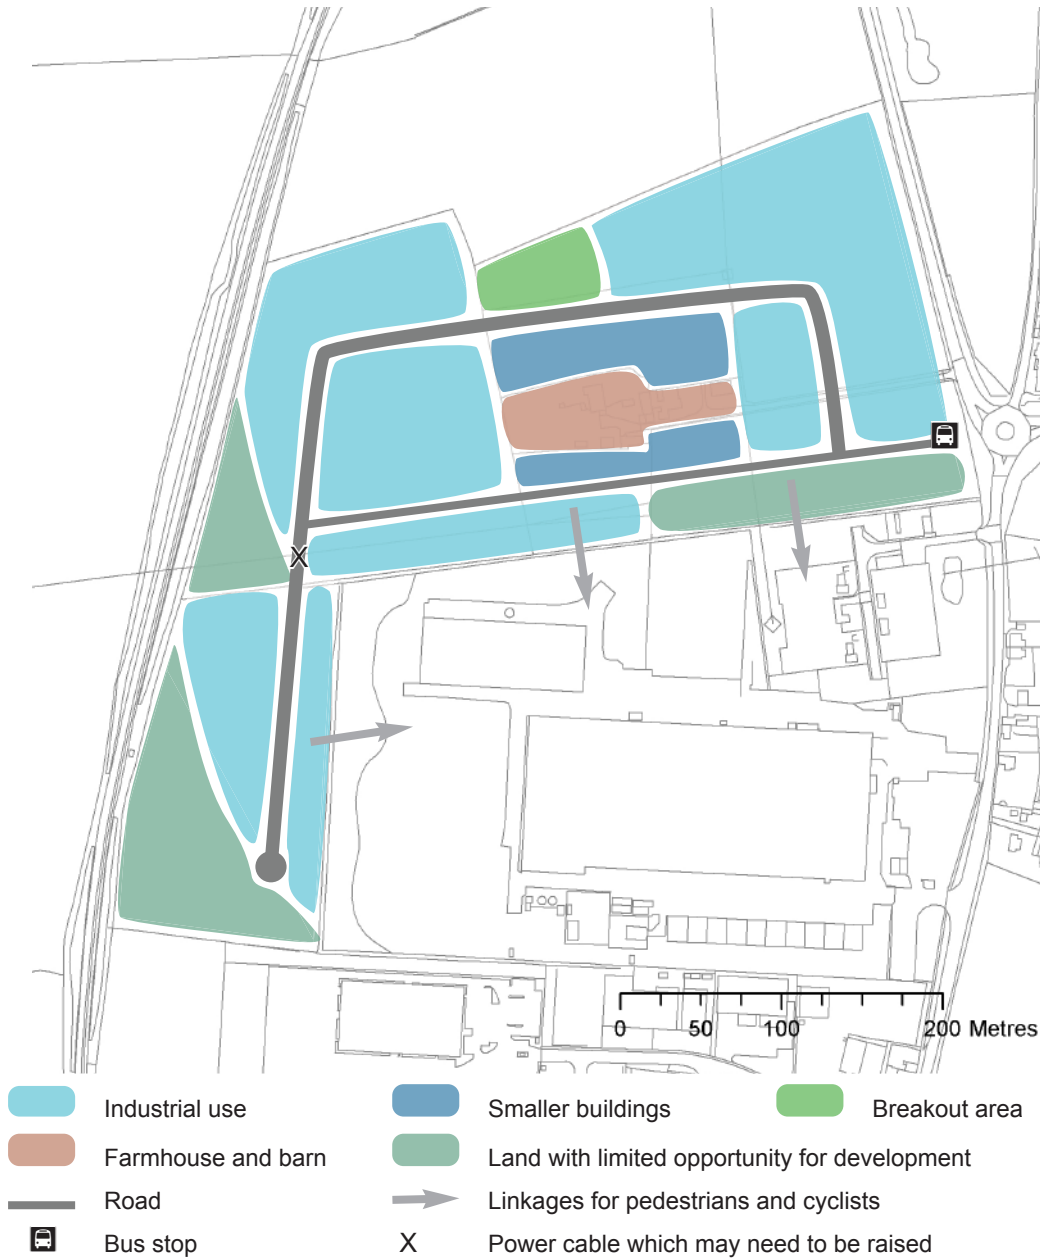 X
0 50 100 200 Metres
Industrial use
Smaller buildings
Breakout area
Farmhouse and barn
Land with limited opportunity for development
Road
Linkages for pedestrians and cyclists
Bus stop
X Power cable which may need to be raised